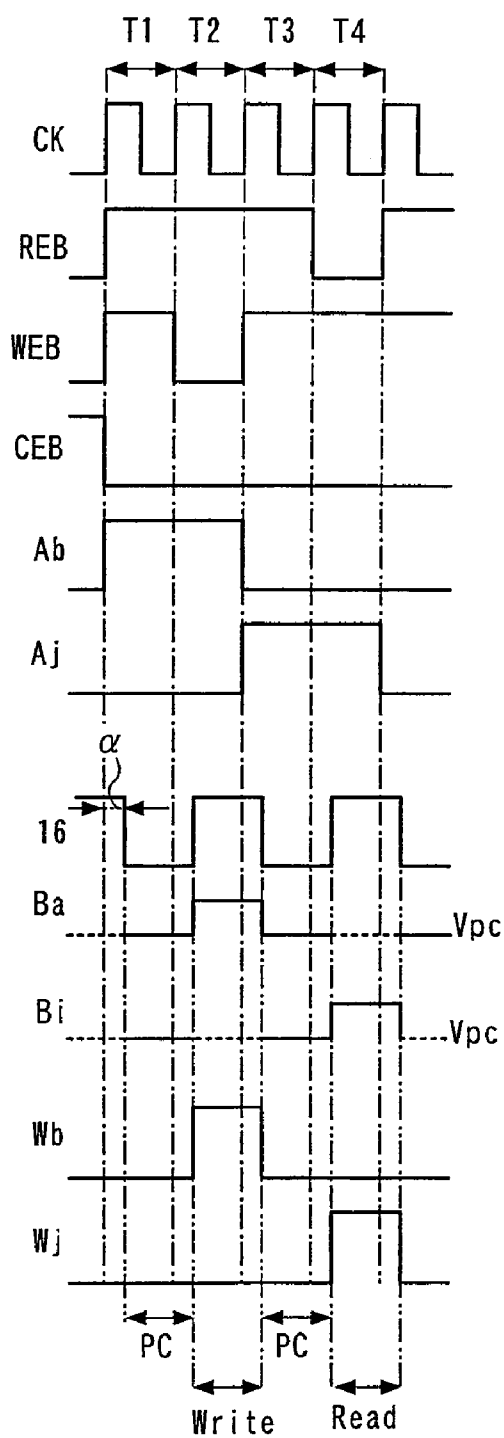 T1 T2 T3 T4
CK
REB
WEB
CEB
Ab
Aj
α
16
Ba Vpc
Bi Vpc
Wb
Wj
PC PC
Write Read